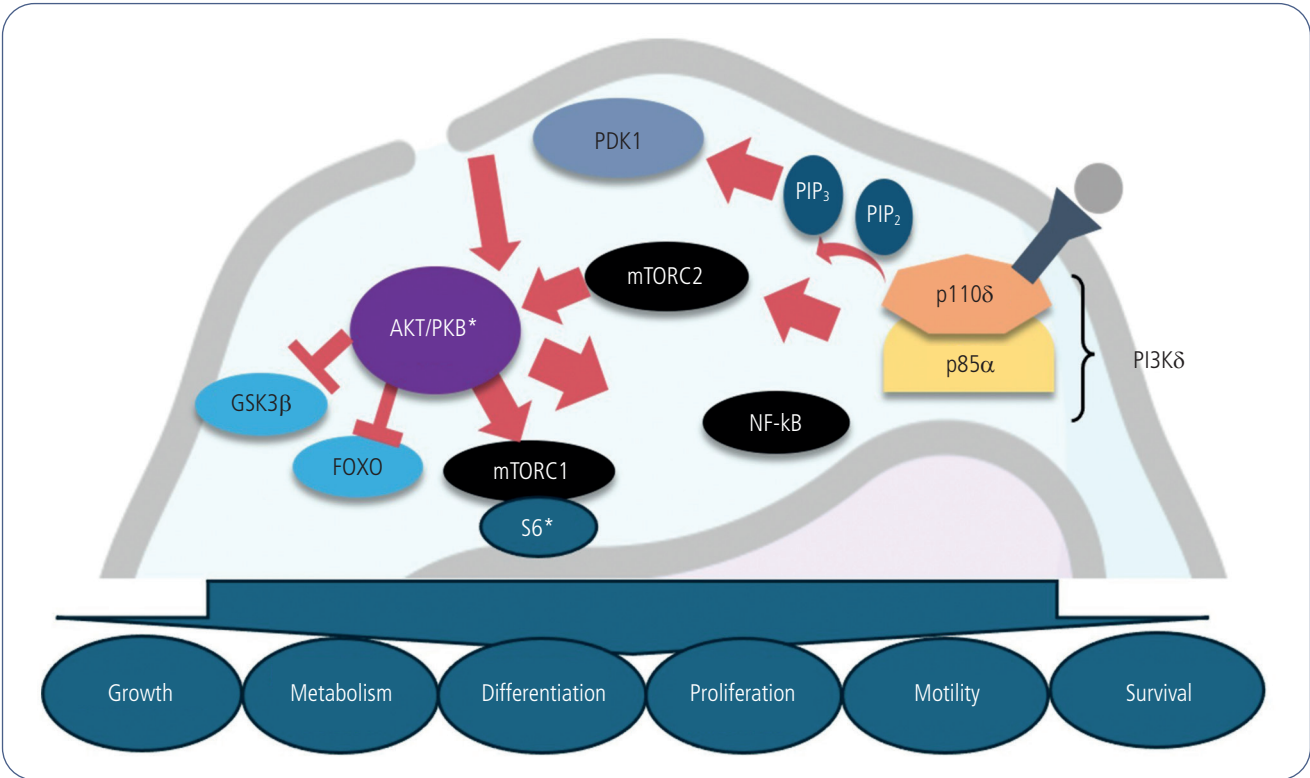 PDK1
PIP₃
PIP₂
mTORC2
p110δ
AKT/PKB*
p85α
PI3Kδ
GSK3β
NF-kB
FOXO
mTORC1
S6*
Growth
Metabolism
Differentiation
Proliferation
Motility
Survival